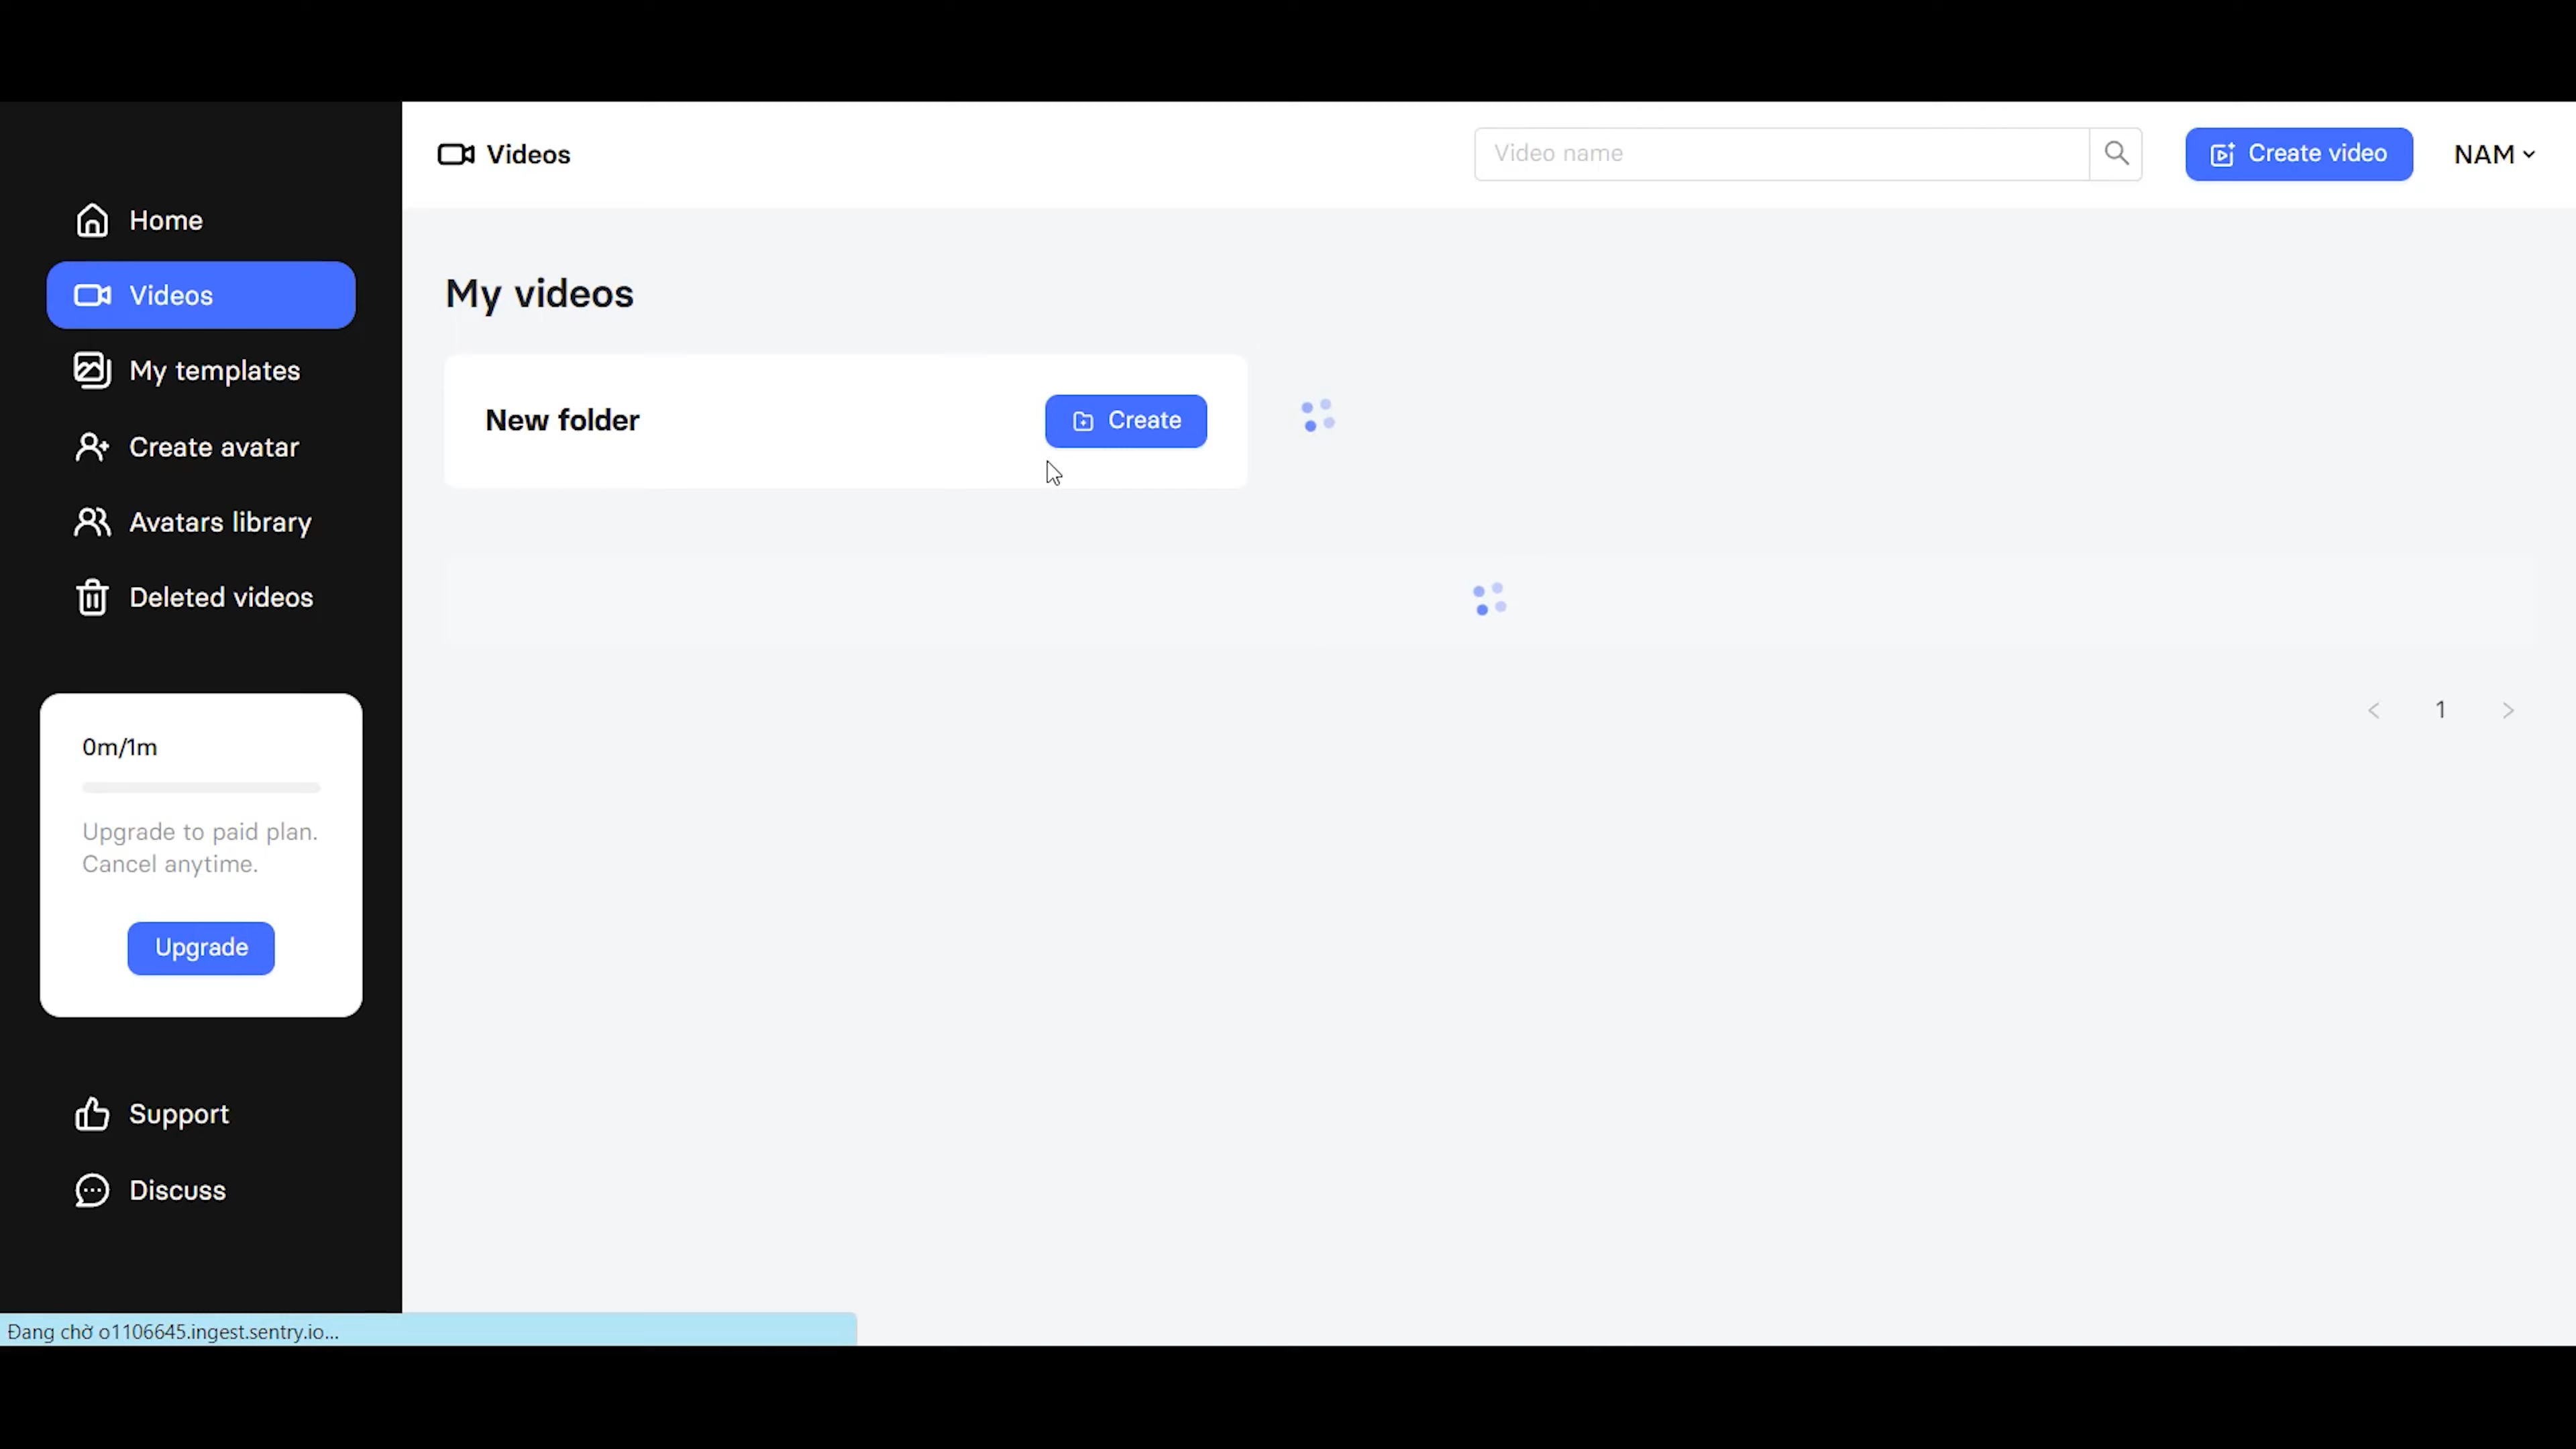 Home
Videos
My templates
Create avatar
Avatars library
Deleted videos
0m/1m
Upgrade to paid plan.
Cancel anytime.
Upgrade
Support
Discuss
Videos
Video name
Create video
NAM
My videos
New folder
Create
1
Đang chờ o1106645.ingest.sentry.io...